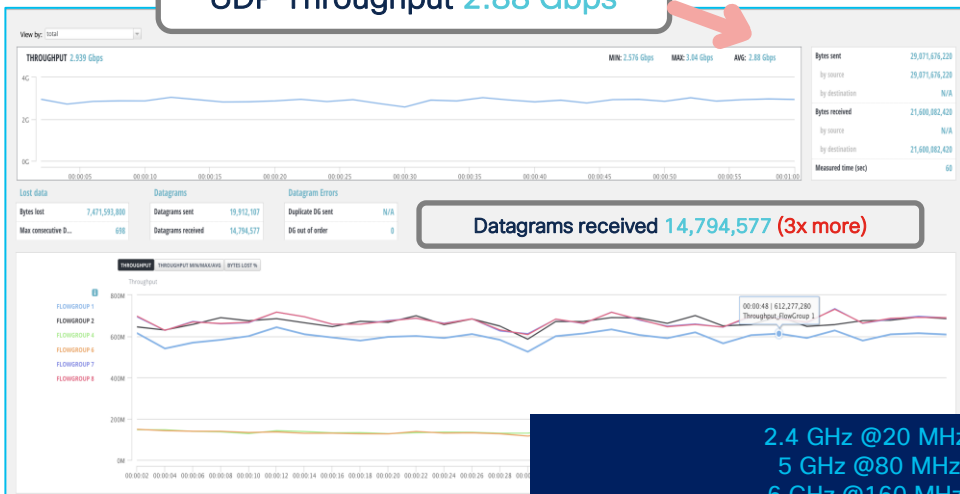 UDP Throughput 2.88 Gbps
View by: total
THROUGHPUT 2.939 Gbps
MIN: 2.576 Gbps MAX: 3.04 Gbps AVG: 2.88 Gbps
4G
2G
0G
00:00:05 00:00:10 00:00:15 00:00:20 00:00:25 00:00:30 00:00:35 00:00:40 00:00:45 00:00:50 00:00:55 00:01:00
Bytes sent 29,071,676,220
by source 29,071,676,220
by destination N/A
Bytes received 21,600,082,420
by source N/A
by destination 21,600,082,420
Measured time (sec) 60
Lost data
Bytes lost 7,471,593,800
Max consecutive D... 690
Datagrams
Datagrams sent 19,912,107
Datagrams received 14,794,577
Datagram Errors
Duplicate DG sent N/A
DG out of order 0
Datagrams received 14,794,577 (3x more)
THROUGHPUT THROUGHPUT MIN/MAX/AVG BYTES LOST %
Throughput
FLOWGROUP 1
FLOWGROUP 2
FLOWGROUP 4
FLOWGROUP 6
FLOWGROUP 7
FLOWGROUP 8
800M
600M
400M
200M
0M
00:00:48 | 612,277,280
Throughput_FlowGroup 1
00:00:02 00:00:04 00:00:06 00:00:08 00:00:10 00:00:12 00:00:14 00:00:16 00:00:18 00:00:20 00:00:22 00:00:24 00:00:26 00:00:28
2.4 GHz @20 MHz
5 GHz @80 MHz
6 GHz @160 MHz